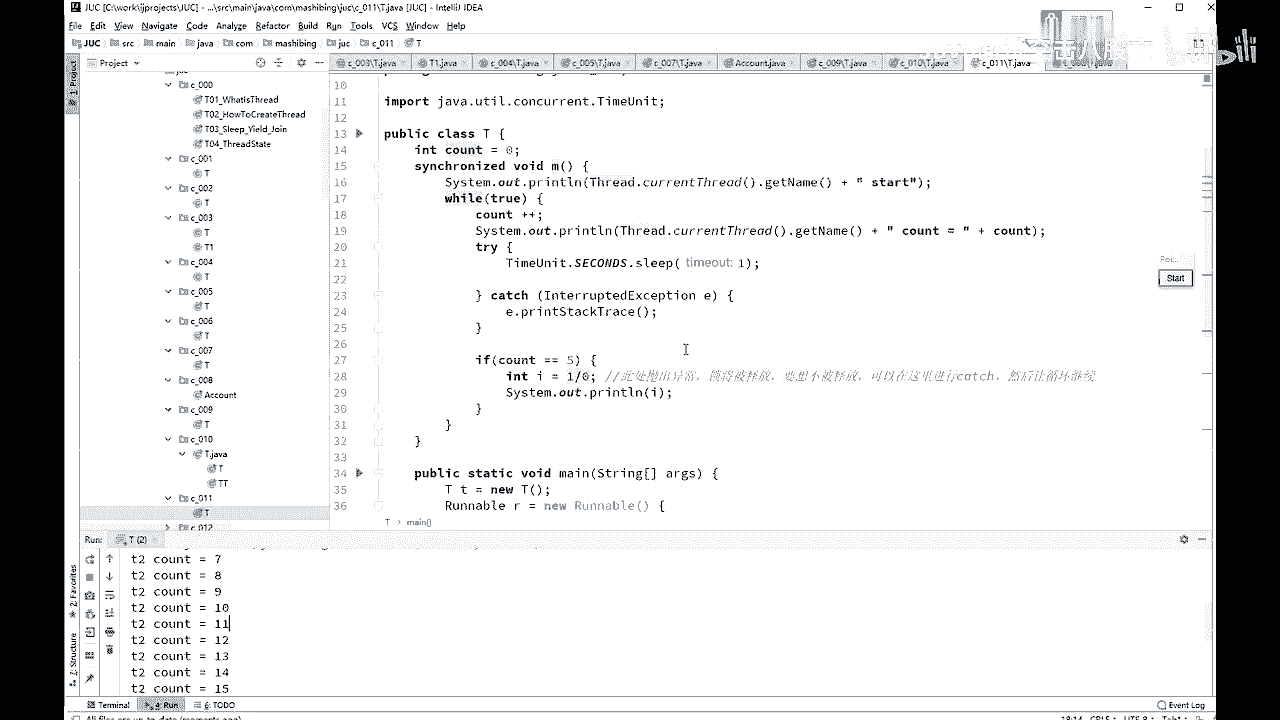 JUC [C:\work\ijprojects\JUC] - ...\src\main\java\com\mashibing\juc\c_011\T.java [JUC] - IntelliJ IDEA
File Edit View Navigate Code Analyze Refactor Build Run Tools VCS Window Help
JUC src main java com mashibing juc c_011 T
Project
c_003\T.java T1.java c_004\T.java c_005\T.java c_007\T.java Account.java c_009\T.java c_010\T.java c_011\T.java
1: Project
c_000
T01_WhatIsThread
T02_HowToCreateThread
T03_Sleep_Yield_Join
T04_ThreadState
c_001
T
c_002
T
c_003
T
T1
c_004
T
c_005
T
c_006
T
c_007
T
c_008
Account
c_009
T
c_010
T.java
T
TT
c_011
T
c_012
10
11 import java.util.concurrent.TimeUnit;
12
13 public class T {
14 int count = 0;
15 synchronized void m() {
16 System.out.println(Thread.currentThread().getName() + " start");
17 while(true) {
18 count ++;
19 System.out.println(Thread.currentThread().getName() + " count = " + count);
20 try {
21 TimeUnit.SECONDS.sleep( timeout: 1);
22
23 } catch (InterruptedException e) {
24 e.printStackTrace();
25 }
26
27 if(count == 5) {
28 int i = 1/0; //此处抛出异常，锁将被释放，要想不被释放，可以在这里进行catch，然后让循环继续
29 System.out.println(i);
30 }
31 }
32 }
33
34 public static void main(String[] args) {
35 T t = new T();
36 Runnable r = new Runnable() {
T > main()
Poi...
Start
Run: T (2)
t2 count = 7
t2 count = 8
t2 count = 9
t2 count = 10
t2 count = 11
t2 count = 12
t2 count = 13
t2 count = 14
t2 count = 15
2: Favorites
7: Structure
Terminal 4: Run 6: TODO
Event Log
All files are up-to-date (moments ago)
18:14 CRLF UTF-8